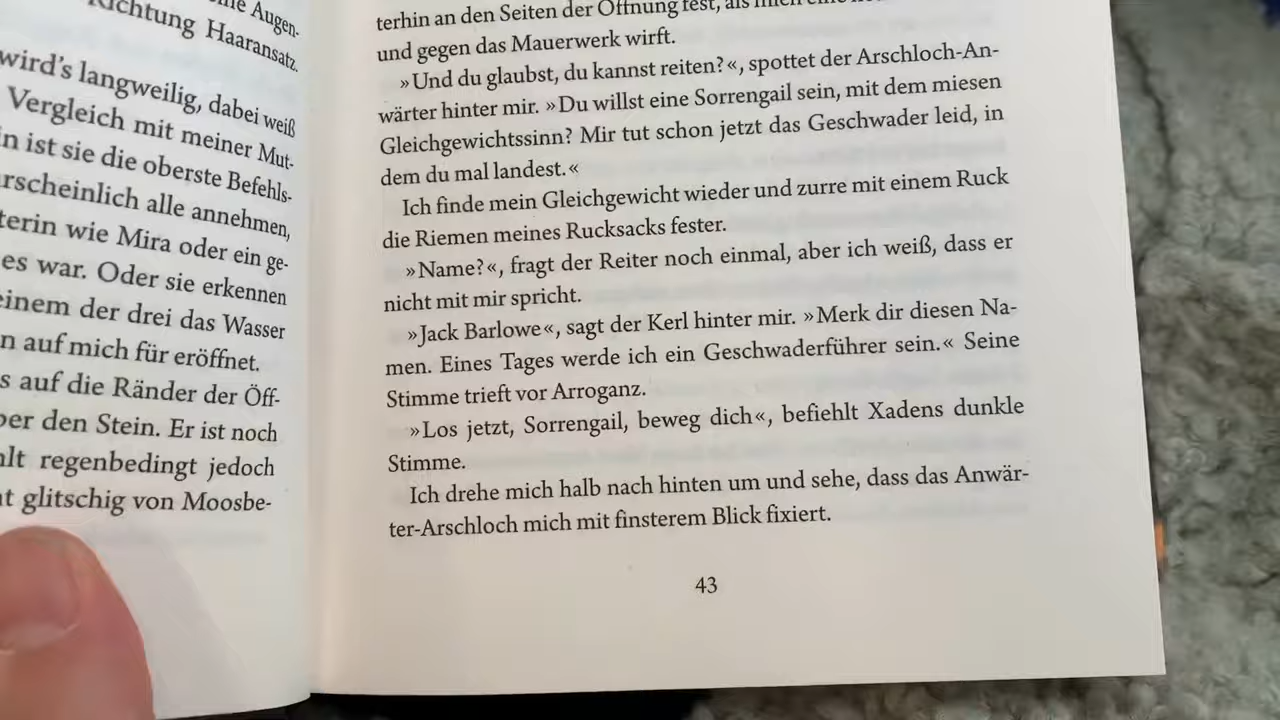 Augen-
Richtung Haaransatz.
wird's langweilig, dabei weiß
Vergleich mit meiner Mut-
ist sie die oberste Befehls-
alle annehmen,
wie Mira oder ein ge-
es war. Oder sie erkennen
einem der drei das Wasser
auf mich für eröffnet.
auf die Ränder der Öff-
den Stein. Er ist noch
regenbedingt jedoch
glitschig von Moosbe-
terhin an den Seiten der Öffnung fest, als mich eine
und gegen das Mauerwerk wirft.
»Und du glaubst, du kannst reiten?«, spottet der Arschloch-An-
wärter hinter mir. »Du willst eine Sorrengail sein, mit dem miesen
Gleichgewichtssinn? Mir tut schon jetzt das Geschwader leid, in
dem du mal landest.«
Ich finde mein Gleichgewicht wieder und zurre mit einem Ruck
die Riemen meines Rucksacks fester.
»Name?«, fragt der Reiter noch einmal, aber ich weiß, dass er
nicht mit mir spricht.
»Jack Barlowe«, sagt der Kerl hinter mir. »Merk dir diesen Na-
men. Eines Tages werde ich ein Geschwaderführer sein.« Seine
Stimme trieft vor Arroganz.
»Los jetzt, Sorrengail, beweg dich«, befiehlt Xadens dunkle
Stimme.
Ich drehe mich halb nach hinten um und sehe, dass das Anwär-
ter-Arschloch mich mit finsterem Blick fixiert.
43